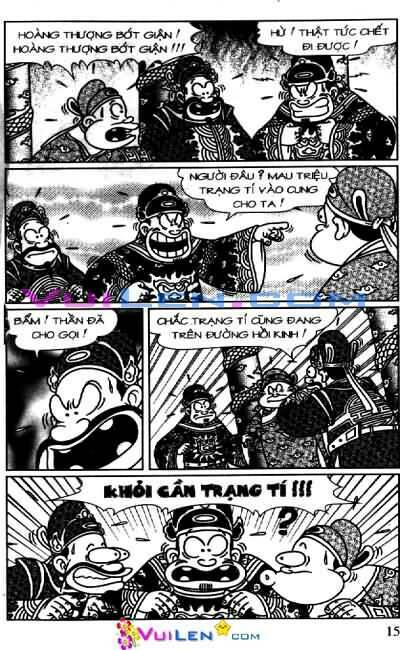 HOÀNG THƯỢNG BỚT GIẬN !
HOÀNG THƯỢNG BỚT GIẬN !!!
HỪ ! THẬT TỨC CHẾT
ĐI ĐƯỢC !
NGƯỜI ĐÂU ? MAU TRIỆU
TRẠNG TÍ VÀO CUNG
CHO TA !
VUILEN.COM
BẨM ! THẦN ĐÃ
CHO GỌI !
CHẮC TRẠNG TÍ CŨNG ĐANG
TRÊN ĐƯỜNG HỒI KINH !
KHỎI CẦN TRẠNG TÍ !!!
?
15
VUILEN.COM